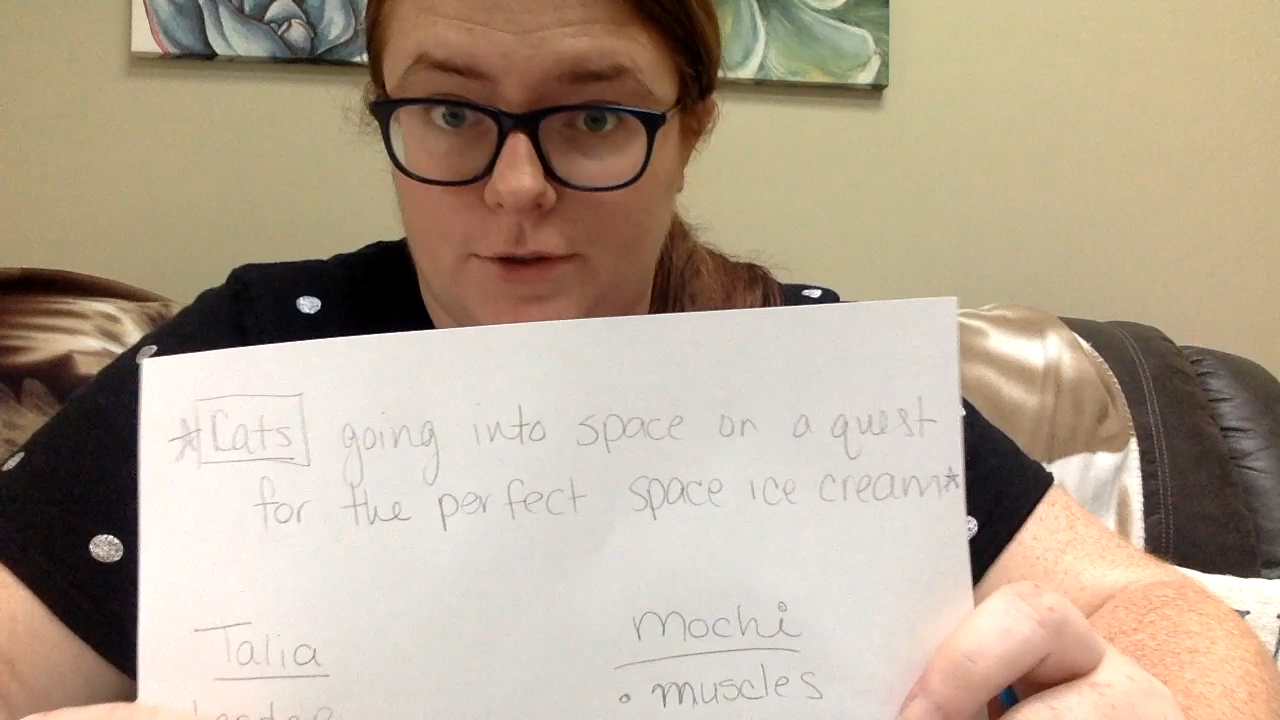 *Cats going into space on a quest
for the perfect space ice cream*
Talia
Mochi
• muscles